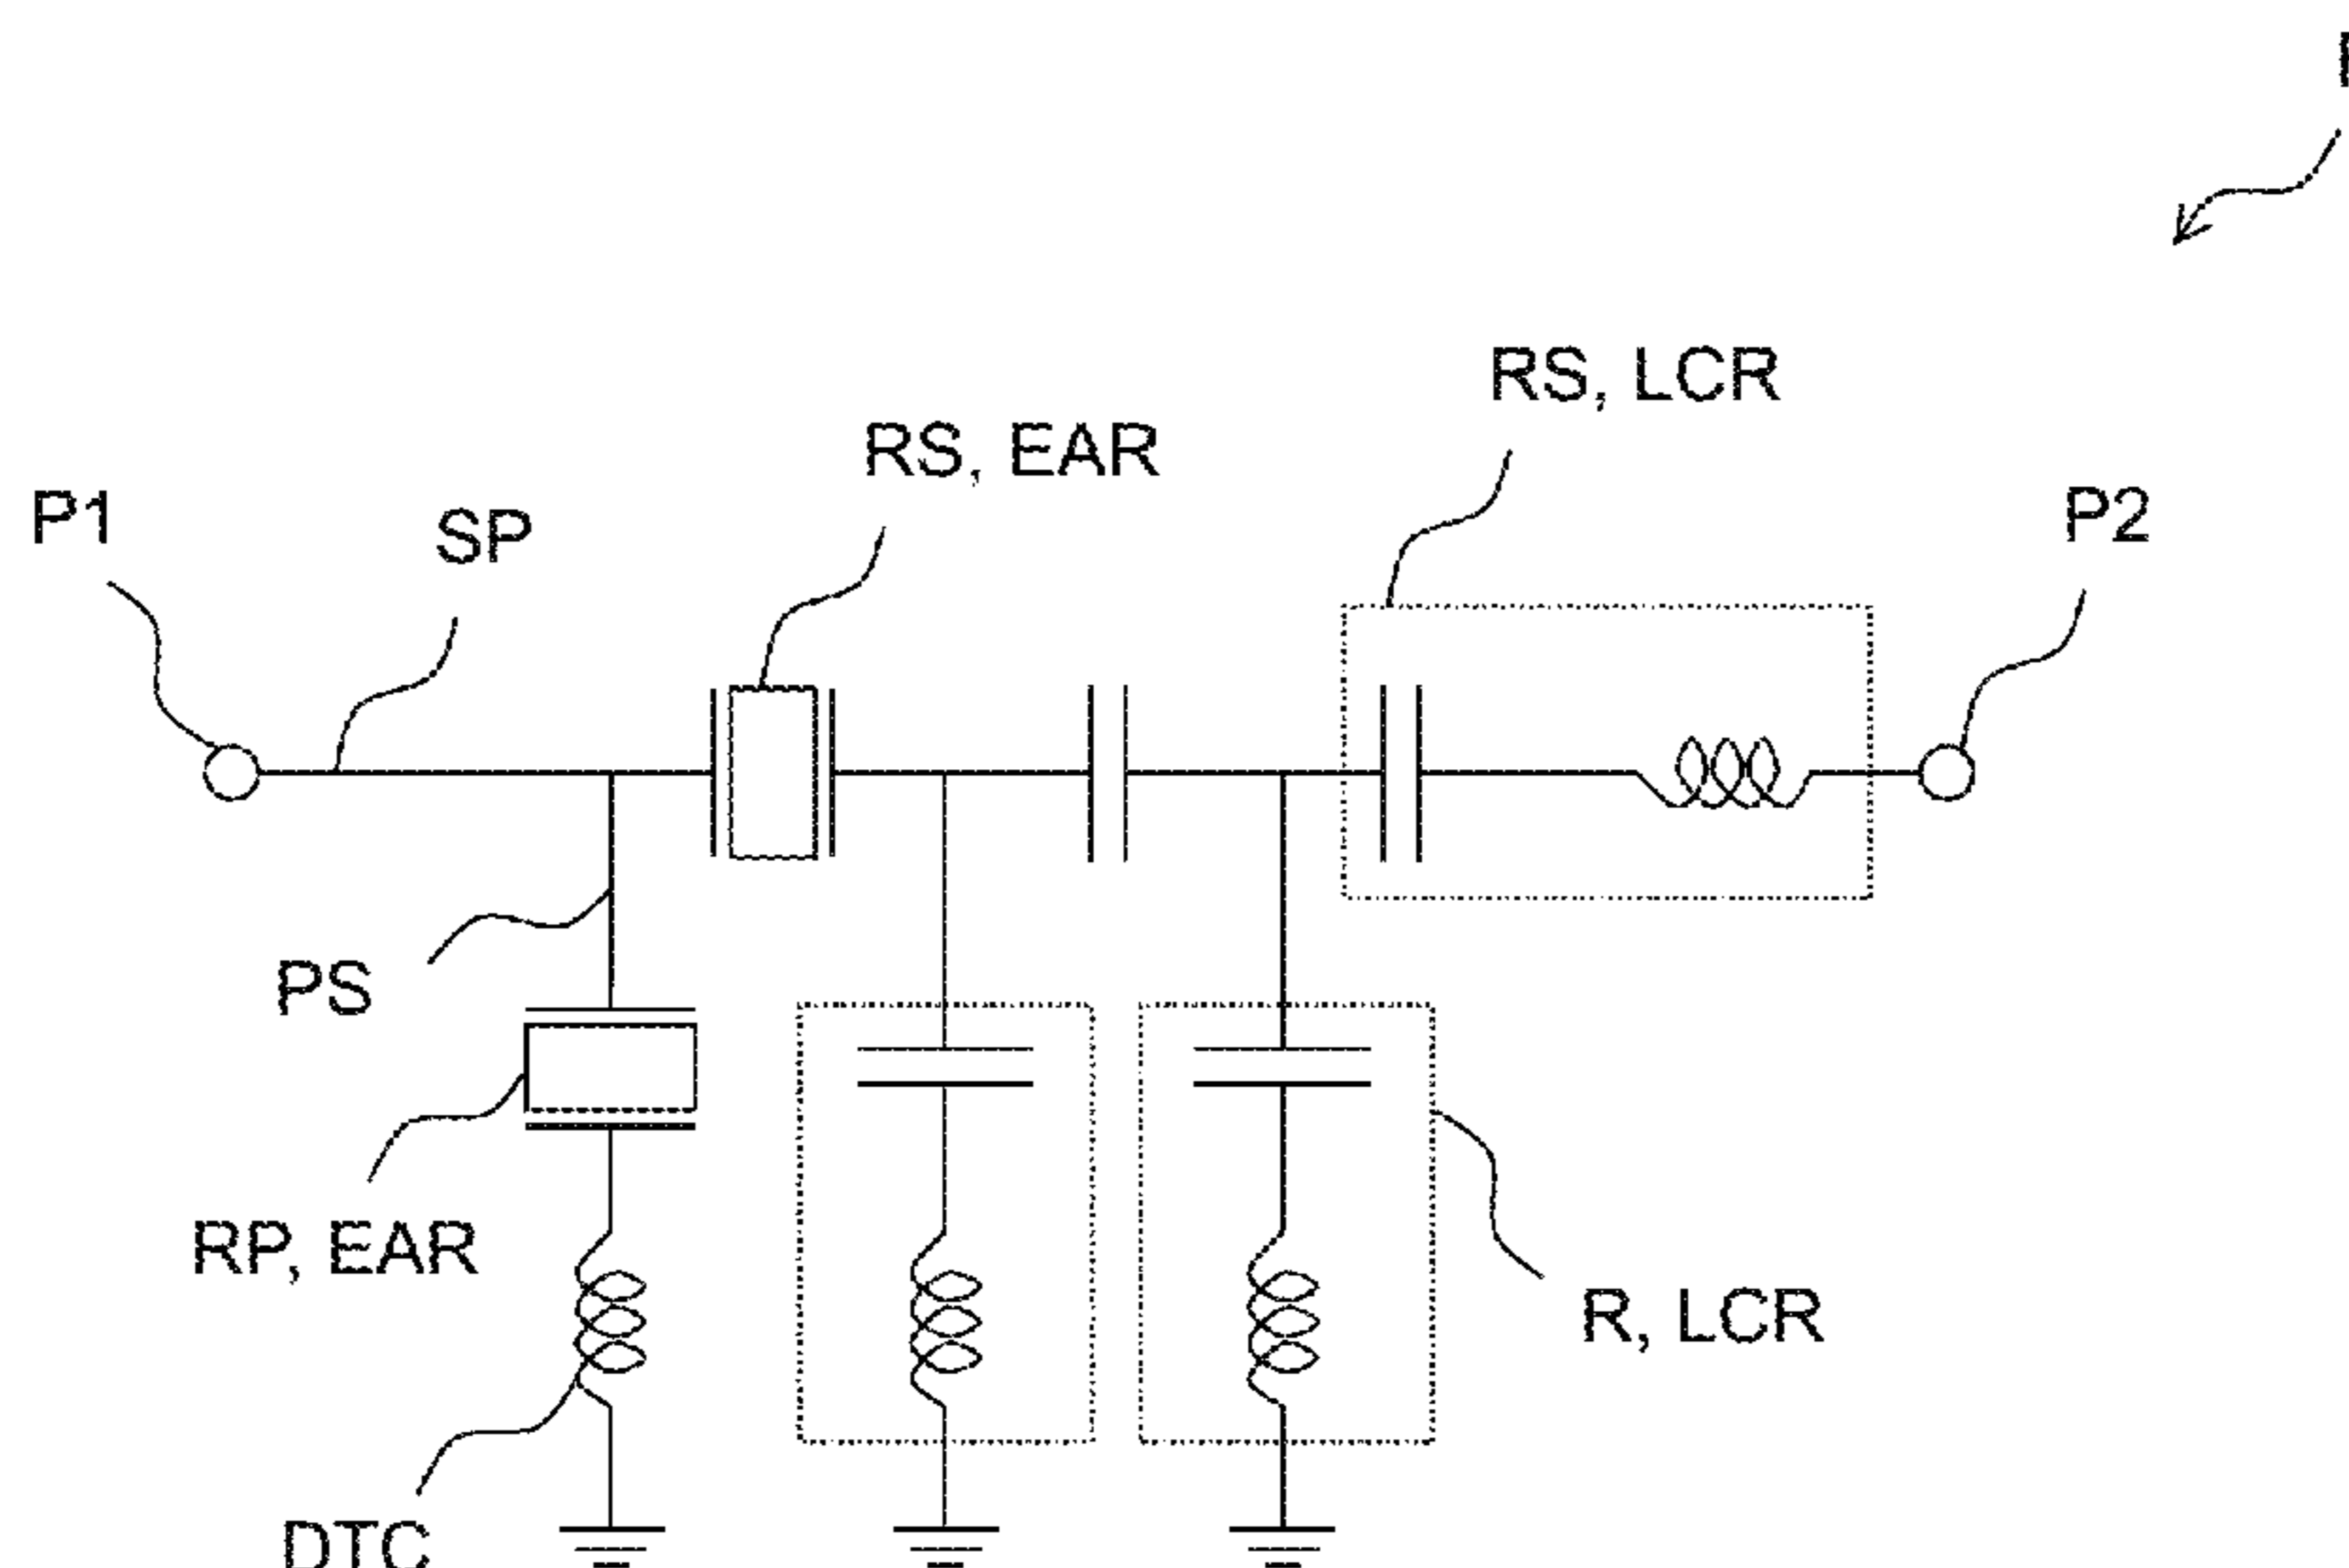 RS, LCR
RS, EAR
P1
SP
P2
PS
RP, EAR
R, LCR
DTC